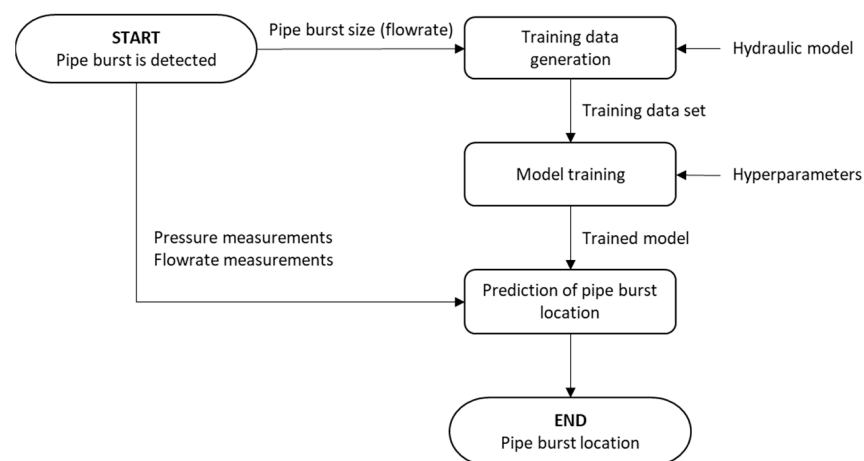 START
Pipe burst is detected
Pipe burst size (flowrate)
Training data
generation
Hydraulic model
Training data set
Model training
Hyperparameters
Pressure measurements
Flowrate measurements
Trained model
Prediction of pipe burst
location
END
Pipe burst location